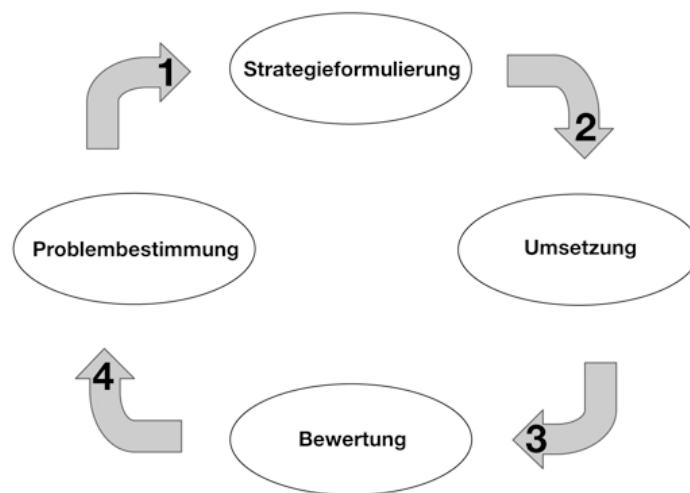 1
Strategieformulierung
2
Problembestimmung
Umsetzung
4
3
Bewertung